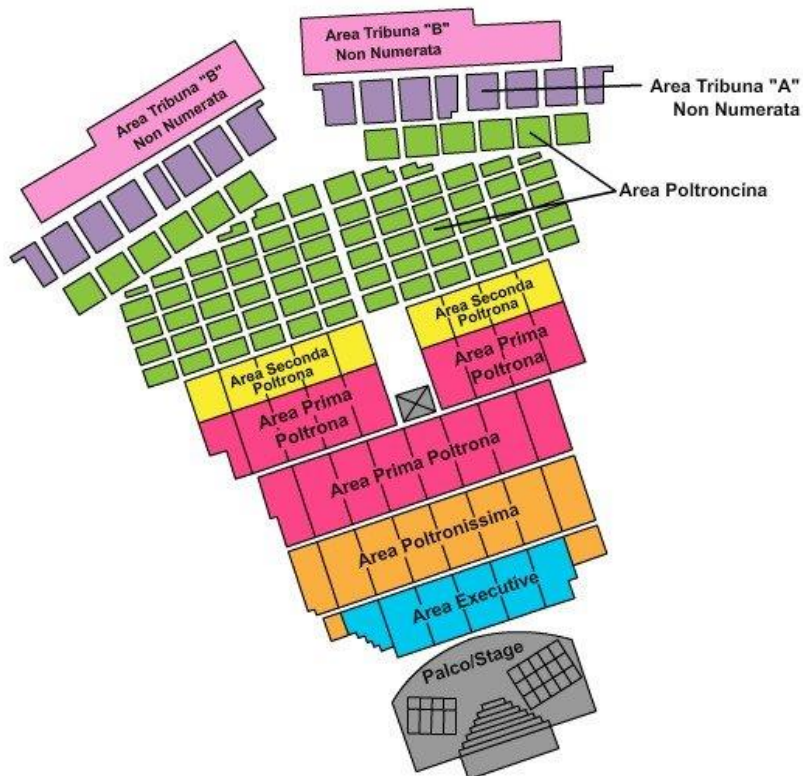 Area Tribuna "B"
Non Numerata
Area Tribuna "B"
Non Numerata
Area Tribuna "A"
Non Numerata
Area Poltroncina
Area Seconda
Poltrona
Area Prima
Poltrona
Area Seconda
Poltrona
Area Prima
Poltrona
Area Prima Poltrona
Area Poltronissima
Area Executive
Palco/Stage